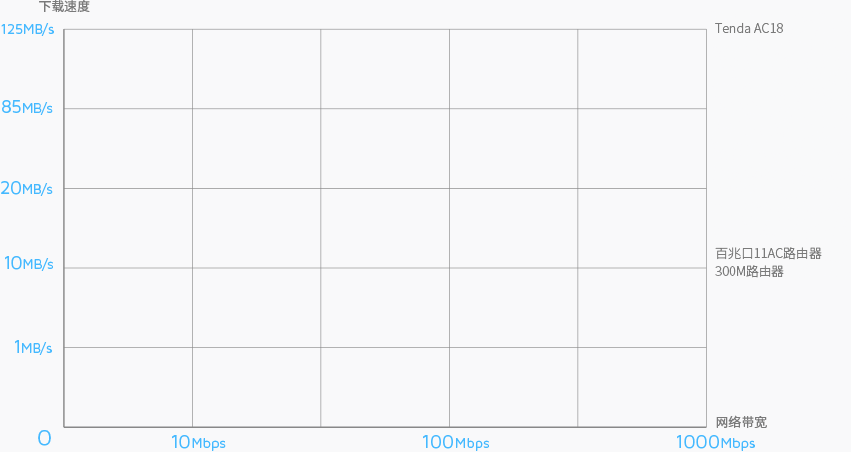 下载速度
125MB/s
Tenda AC18
85MB/s
20MB/s
10MB/s
百兆口11AC路由器
300M路由器
1MB/s
网络带宽
0
10Mbps
100Mbps
1000Mbps